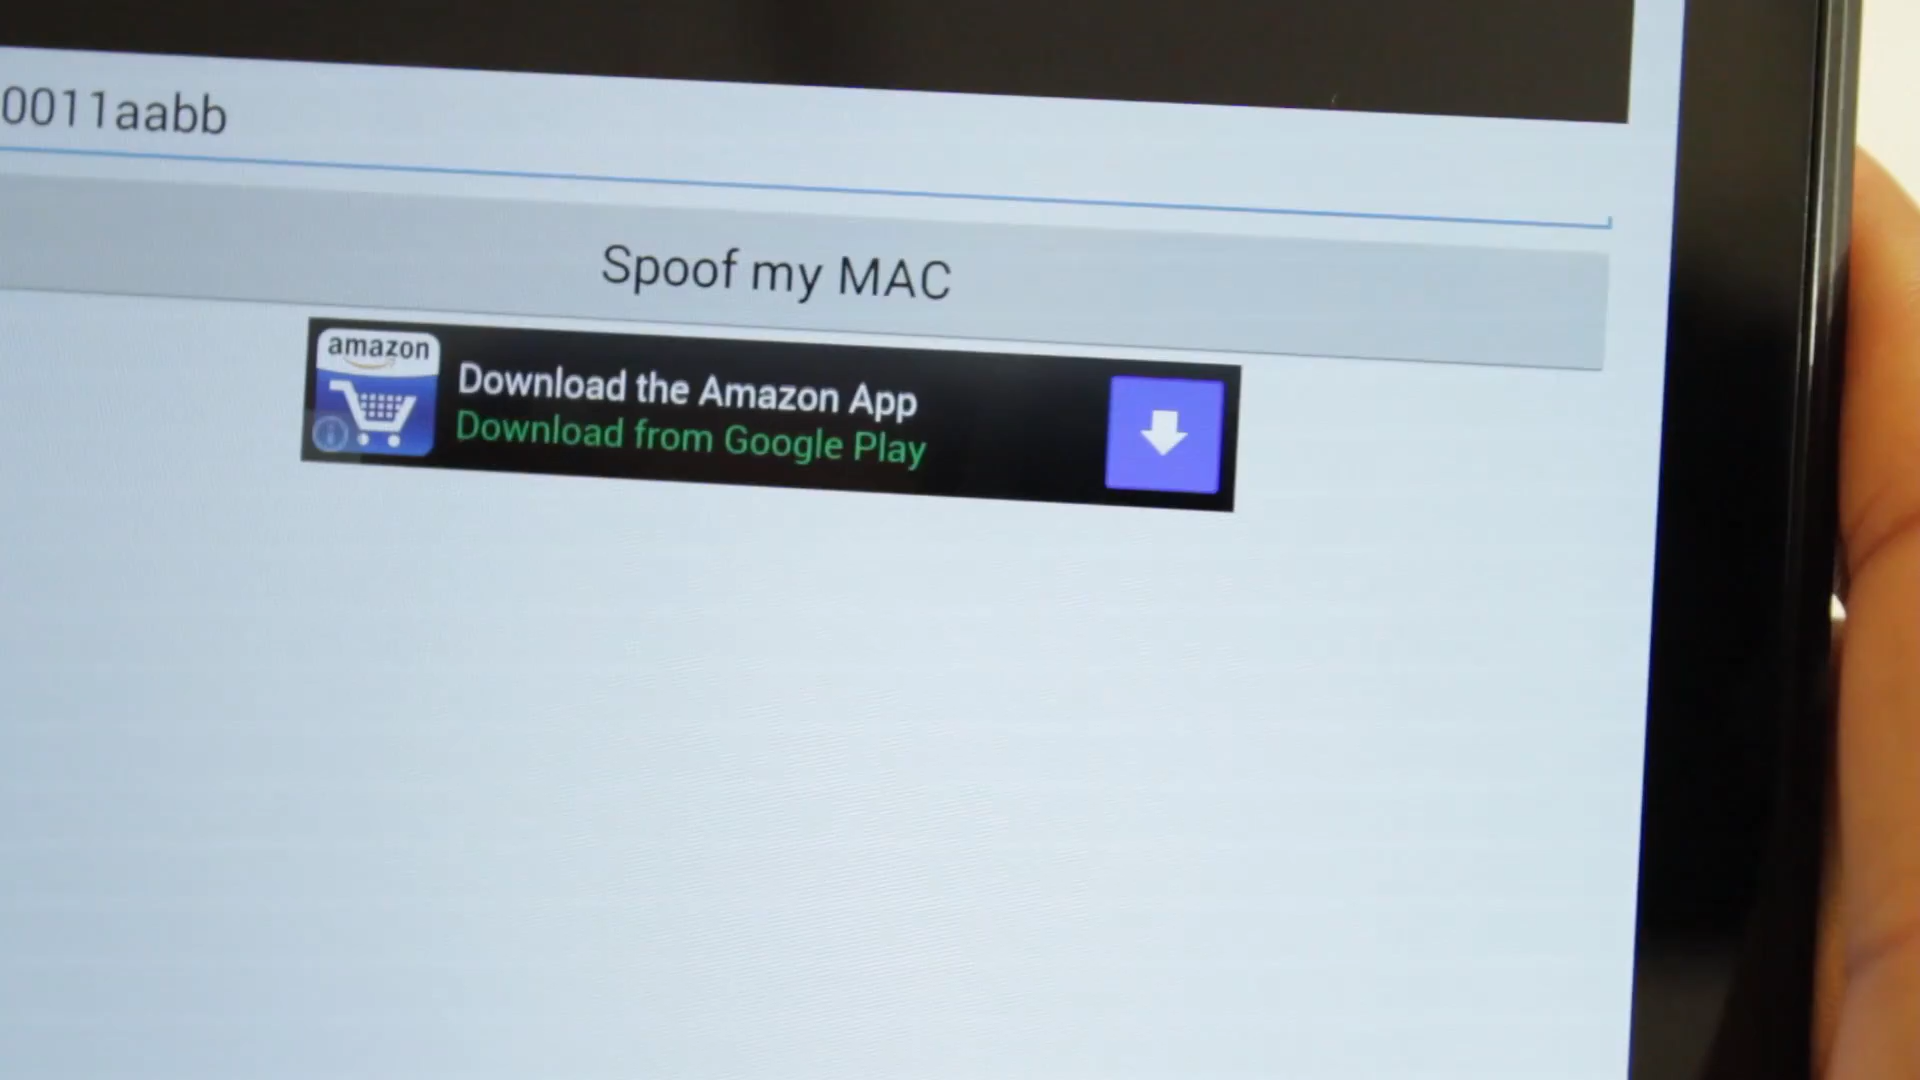 0011aabb
Spoof my MAC
amazon
Download the Amazon App
Download from Google Play